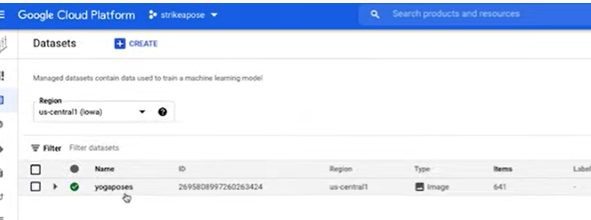 Google Cloud Platform strikeapose Search products and resources
Datasets CREATE
Managed datasets contain data used to train a machine learning model
Region
us-central1 (Iowa)
Filter Filter datasets
Name ID Region Type Items Label
yogaposes 2695808997260263424 us-central1 Image 641 -